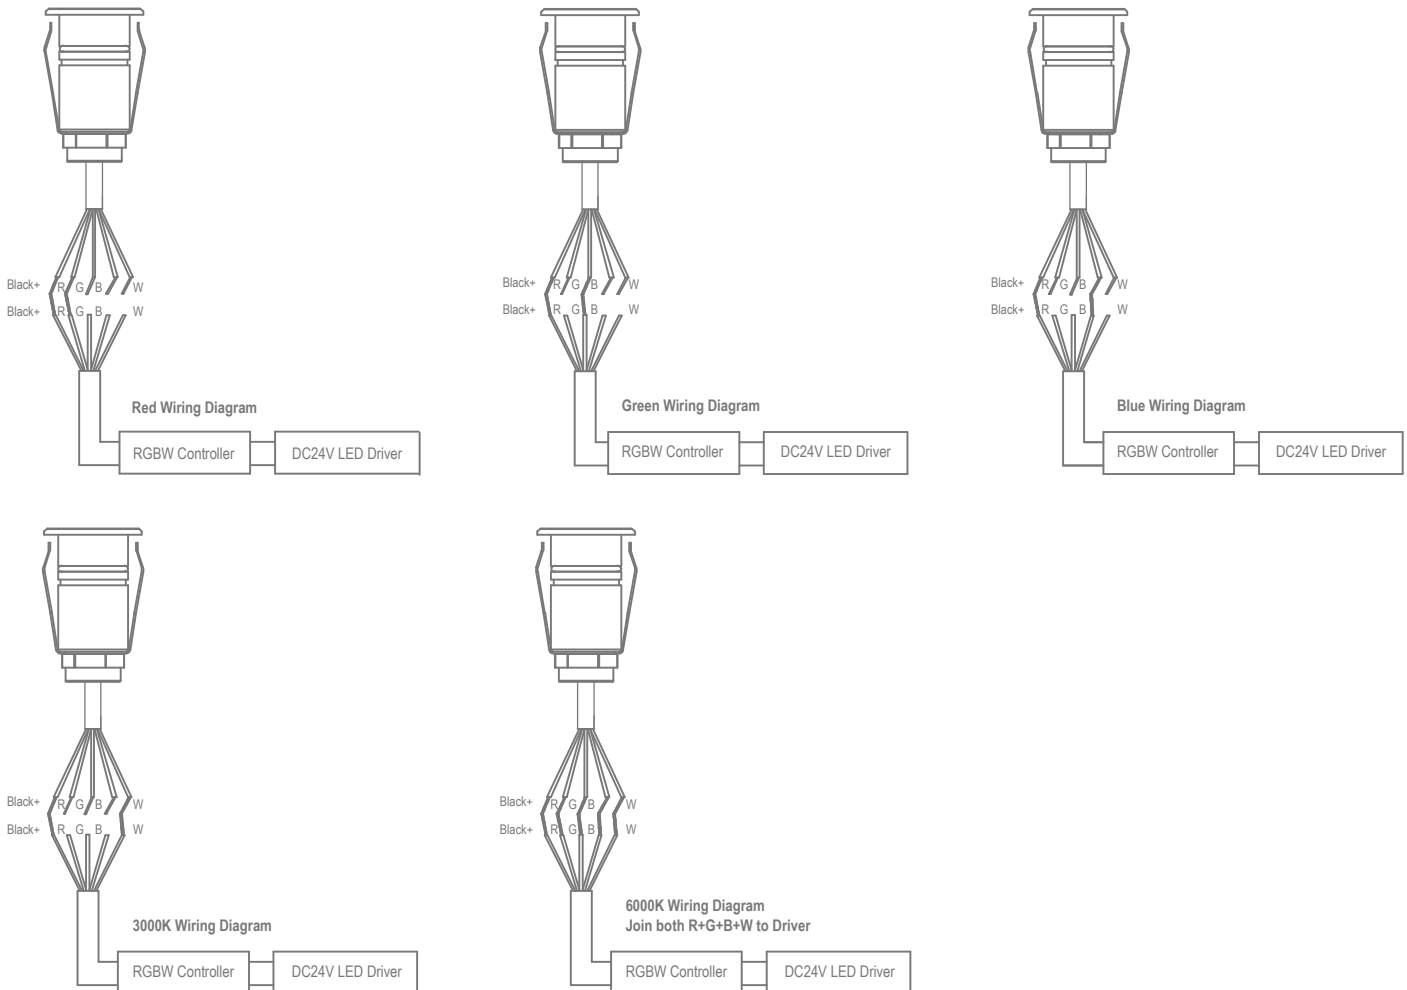 Black+ R G B W
Black+ R G B W
Red Wiring Diagram
RGBW Controller DC24V LED Driver
Black+ R G B W
Black+ R G B W
Green Wiring Diagram
RGBW Controller DC24V LED Driver
Black+ R G B W
Black+ R G B W
Blue Wiring Diagram
RGBW Controller DC24V LED Driver
Black+ R G B W
Black+ R G B W
3000K Wiring Diagram
RGBW Controller DC24V LED Driver
Black+ R G B W
Black+ R G B W
6000K Wiring Diagram
Join both R+G+B+W to Driver
RGBW Controller DC24V LED Driver